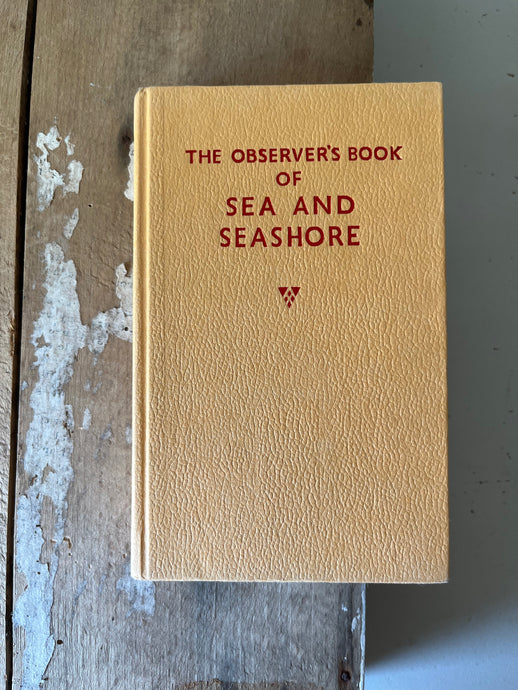 THE OBSERVER'S BOOK
OF
SEA AND
SEASHORE